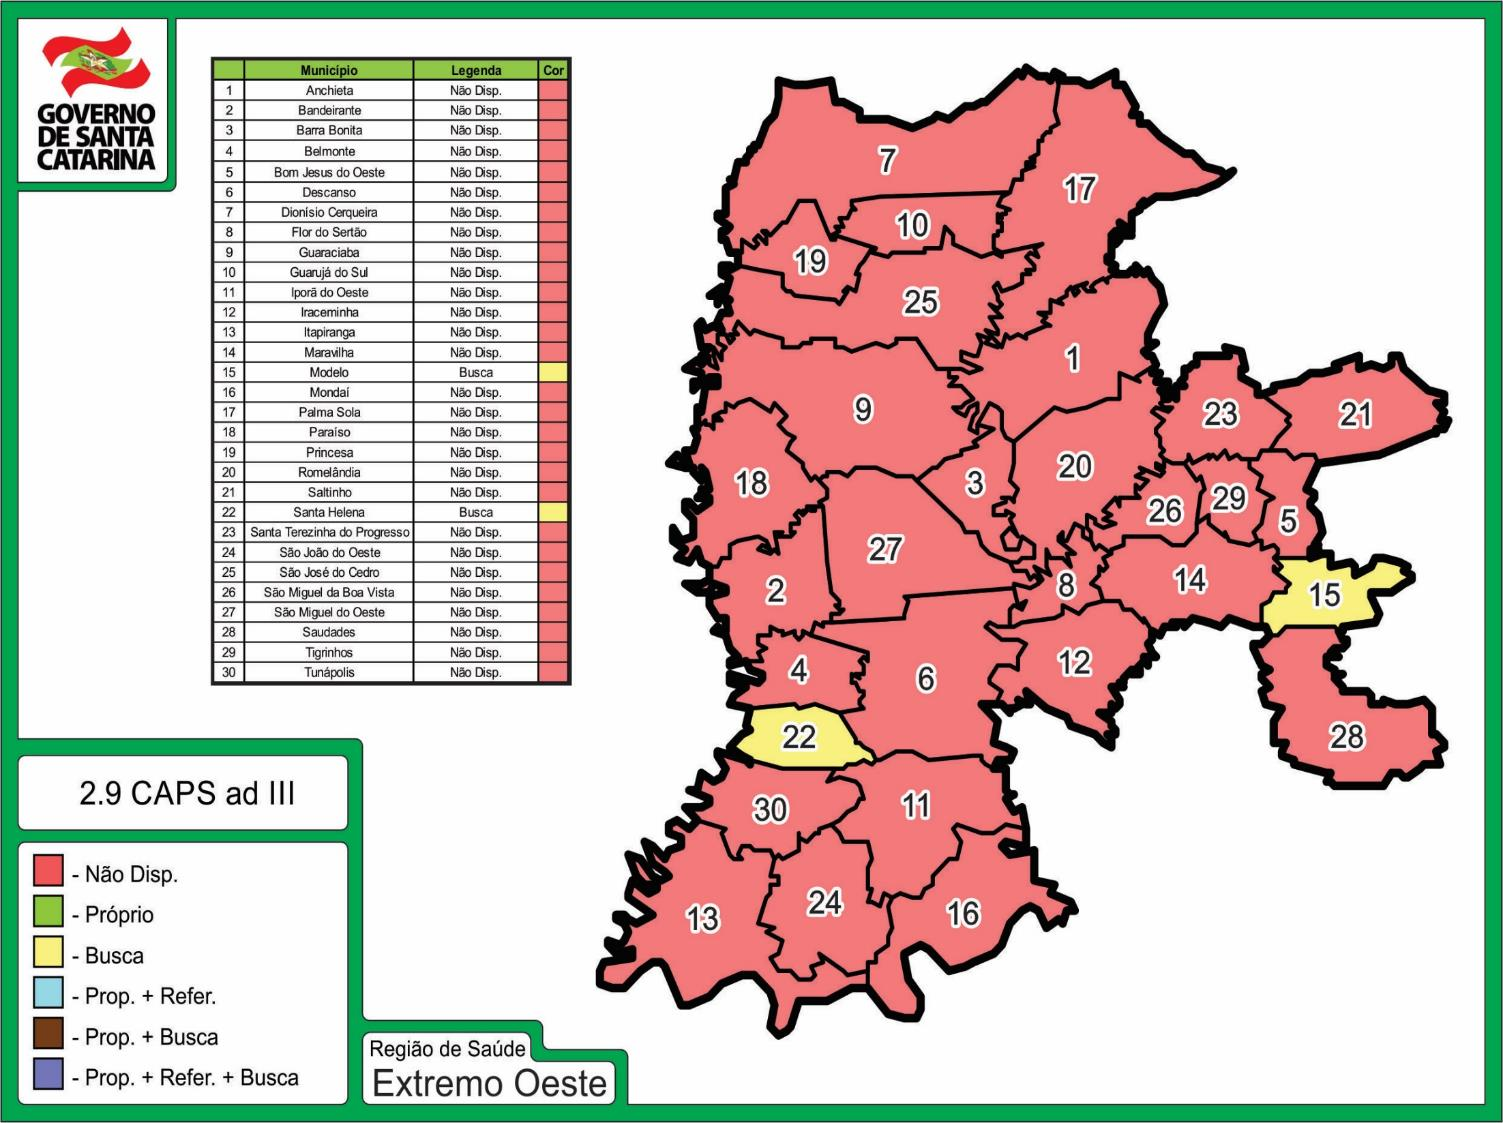 GOVERNO
DE SANTA
CATARINA
Município Legenda Cor
1 Anchieta Não Disp.
2 Bandeirante Não Disp.
3 Barra Bonita Não Disp.
4 Belmonte Não Disp.
5 Bom Jesus do Oeste Não Disp.
6 Descanso Não Disp.
7 Dionísio Cerqueira Não Disp.
8 Flor do Sertão Não Disp.
9 Guaraciaba Não Disp.
10 Guarujá do Sul Não Disp.
11 Iporã do Oeste Não Disp.
12 Iraceminha Não Disp.
13 Itapiranga Não Disp.
14 Maravilha Não Disp.
15 Modelo Busca
16 Mondaí Não Disp.
17 Palma Sola Não Disp.
18 Paraíso Não Disp.
19 Princesa Não Disp.
20 Romelândia Não Disp.
21 Saltinho Não Disp.
22 Santa Helena Busca
23 Santa Terezinha do Progresso Não Disp.
24 São João do Oeste Não Disp.
25 São José do Cedro Não Disp.
26 São Miguel da Boa Vista Não Disp.
27 São Miguel do Oeste Não Disp.
28 Saudades Não Disp.
29 Tigrinhos Não Disp.
30 Tunápolis Não Disp.
7
17
10
19
25
1
9
23
21
20
18
3
29
26
5
27
14
8
2
15
12
4
6
22
28
11
30
24
16
13
2.9 CAPS ad III
- Não Disp.
- Próprio
- Busca
- Prop. + Refer.
- Prop. + Busca
- Prop. + Refer. + Busca
Região de Saúde
Extremo Oeste